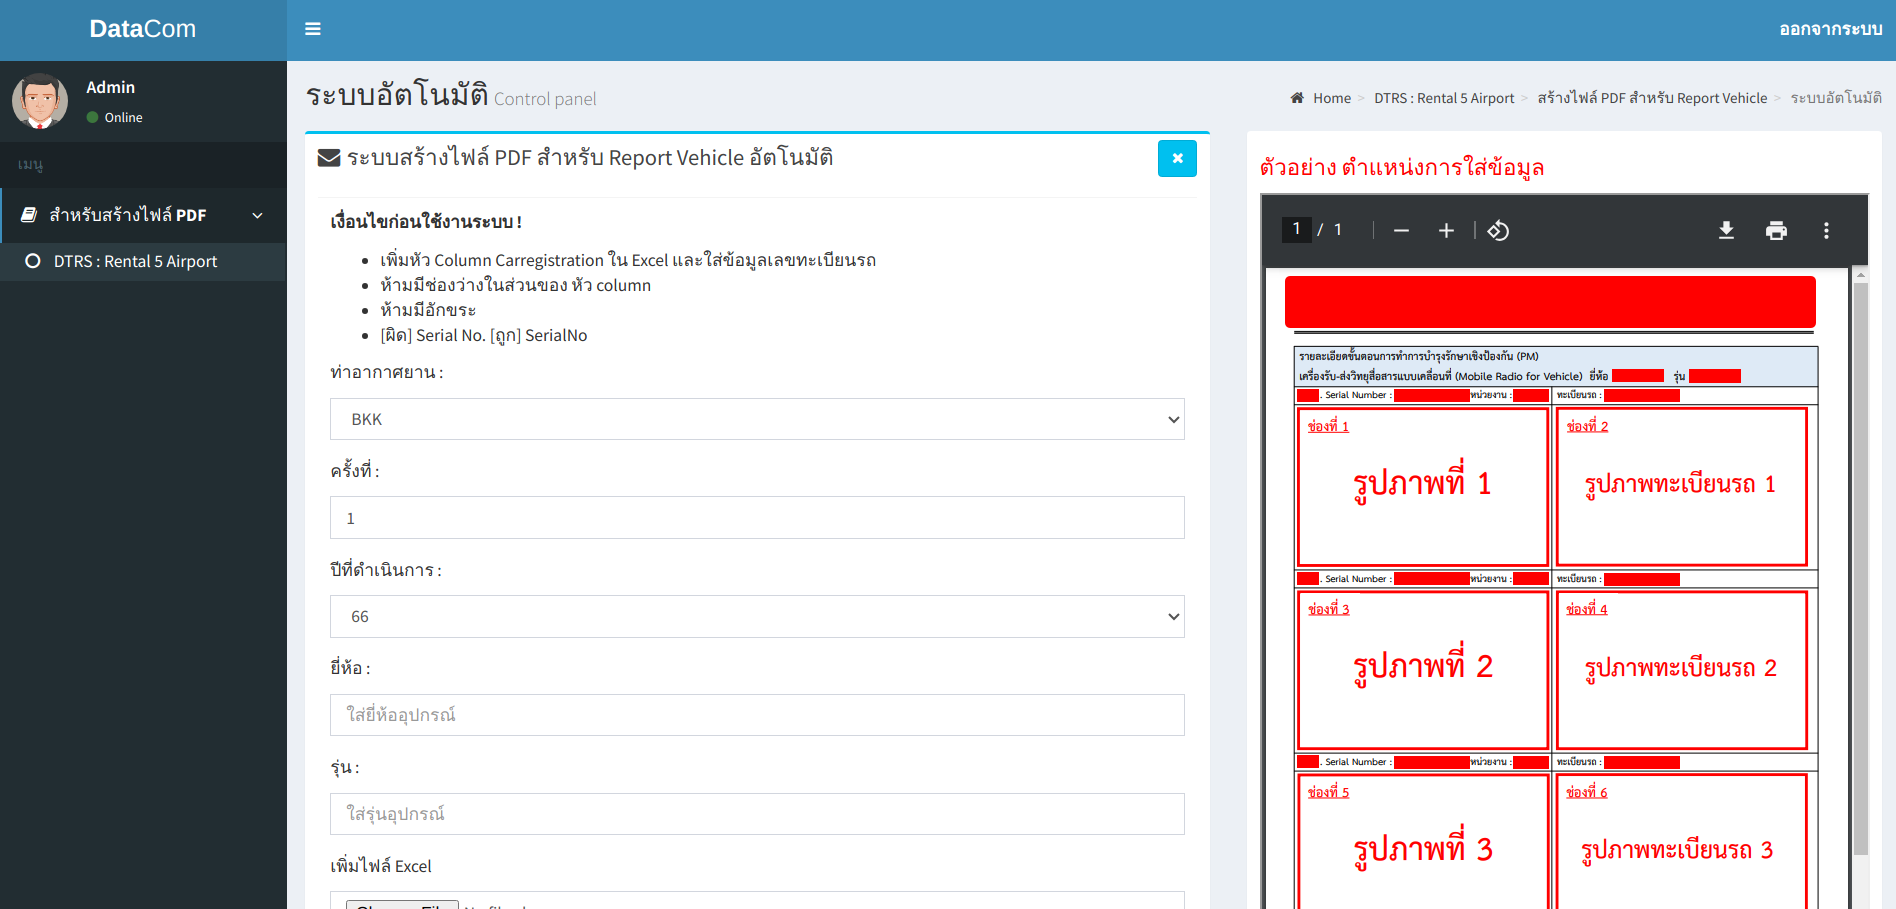 DataCom
ออกจากระบบ
Admin
Online
เมนู
สำหรับสร้างไฟล์ PDF
DTRS : Rental 5 Airport
ระบบอัตโนมัติ Control panel
Home > DTRS : Rental 5 Airport > สร้างไฟล์ PDF สำหรับ Report Vehicle > ระบบอัตโนมัติ
ระบบสร้างไฟล์ PDF สำหรับ Report Vehicle อัตโนมัติ
เงื่อนไขก่อนใช้งานระบบ !
เพิ่มหัว Column Carregistration ใน Excel และใส่ข้อมูลเลขทะเบียนรถ
ห้ามมีช่องว่างในส่วนของ หัว column
ห้ามมีอักขระ
[ผิด] Serial No. [ถูก] SerialNo
ท่าอากาศยาน :
BKK
ครั้งที่ :
1
ปีที่ดำเนินการ :
66
ยี่ห้อ :
ใส่ยี่ห้ออุปกรณ์
รุ่น :
ใส่รุ่นอุปกรณ์
เพิ่มไฟล์ Excel
ตัวอย่าง ตำแหน่งการใส่ข้อมูล
1 / 1
รายละเอียดขั้นตอนการทำการบำรุงรักษาเชิงป้องกัน (PM)
เครื่องรับ-ส่งวิทยุสื่อสารแบบเคลื่อนที่ (Mobile Radio for Vehicle) ยี่ห้อ รุ่น
. Serial Number : หน่วยงาน : ทะเบียนรถ :
ช่องที่ 1 ช่องที่ 2
รูปภาพที่ 1 รูปภาพทะเบียนรถ 1
. Serial Number : หน่วยงาน : ทะเบียนรถ :
ช่องที่ 3 ช่องที่ 4
รูปภาพที่ 2 รูปภาพทะเบียนรถ 2
. Serial Number : หน่วยงาน : ทะเบียนรถ :
ช่องที่ 5 ช่องที่ 6
รูปภาพที่ 3 รูปภาพทะเบียนรถ 3